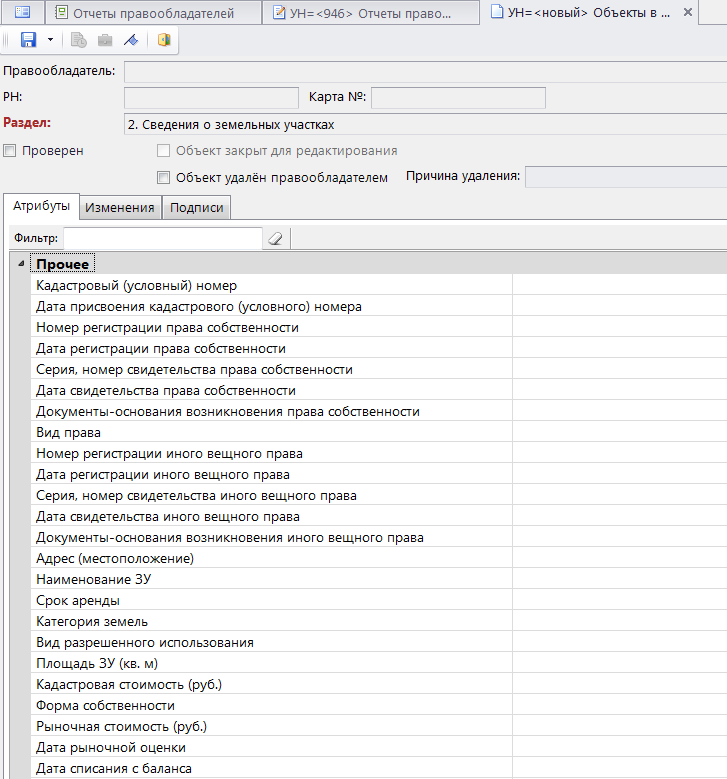 Отчеты правообладателей
УН=<946> Отчеты право...
УН=<новый> Объекты в ...
Правообладатель:
РН:
Карта №:
Раздел:
2. Сведения о земельных участках
Проверен
Объект закрыт для редактирования
Объект удалён правообладателем
Причина удаления:
Атрибуты
Изменения
Подписи
Фильтр:
Прочее
Кадастровый (условный) номер
Дата присвоения кадастрового (условного) номера
Номер регистрации права собственности
Дата регистрации права собственности
Серия, номер свидетельства права собственности
Дата свидетельства права собственности
Документы-основания возникновения права собственности
Вид права
Номер регистрации иного вещного права
Дата регистрации иного вещного права
Серия, номер свидетельства иного вещного права
Дата свидетельства иного вещного права
Документы-основания возникновения иного вещного права
Адрес (местоположение)
Наименование ЗУ
Срок аренды
Категория земель
Вид разрешенного использования
Площадь ЗУ (кв. м)
Кадастровая стоимость (руб.)
Форма собственности
Рыночная стоимость (руб.)
Дата рыночной оценки
Дата списания с баланса